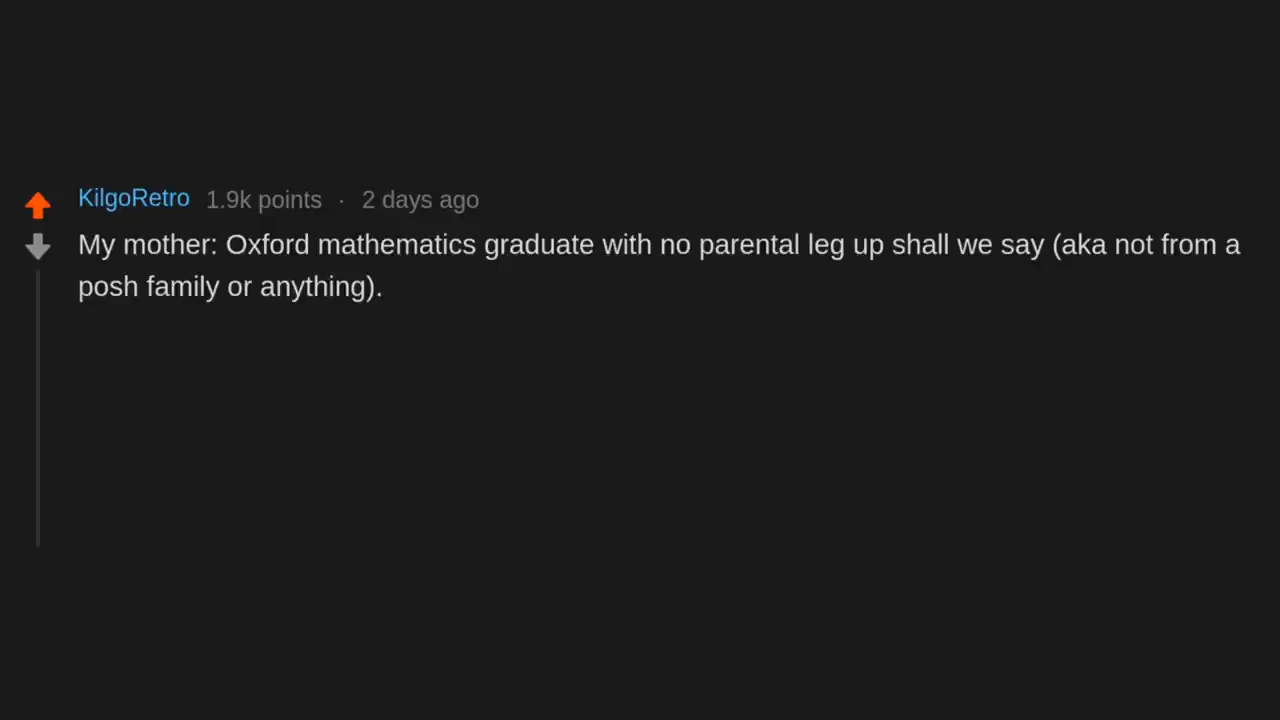 KilgoRetro 1.9k points · 2 days ago
My mother: Oxford mathematics graduate with no parental leg up shall we say (aka not from a
posh family or anything).